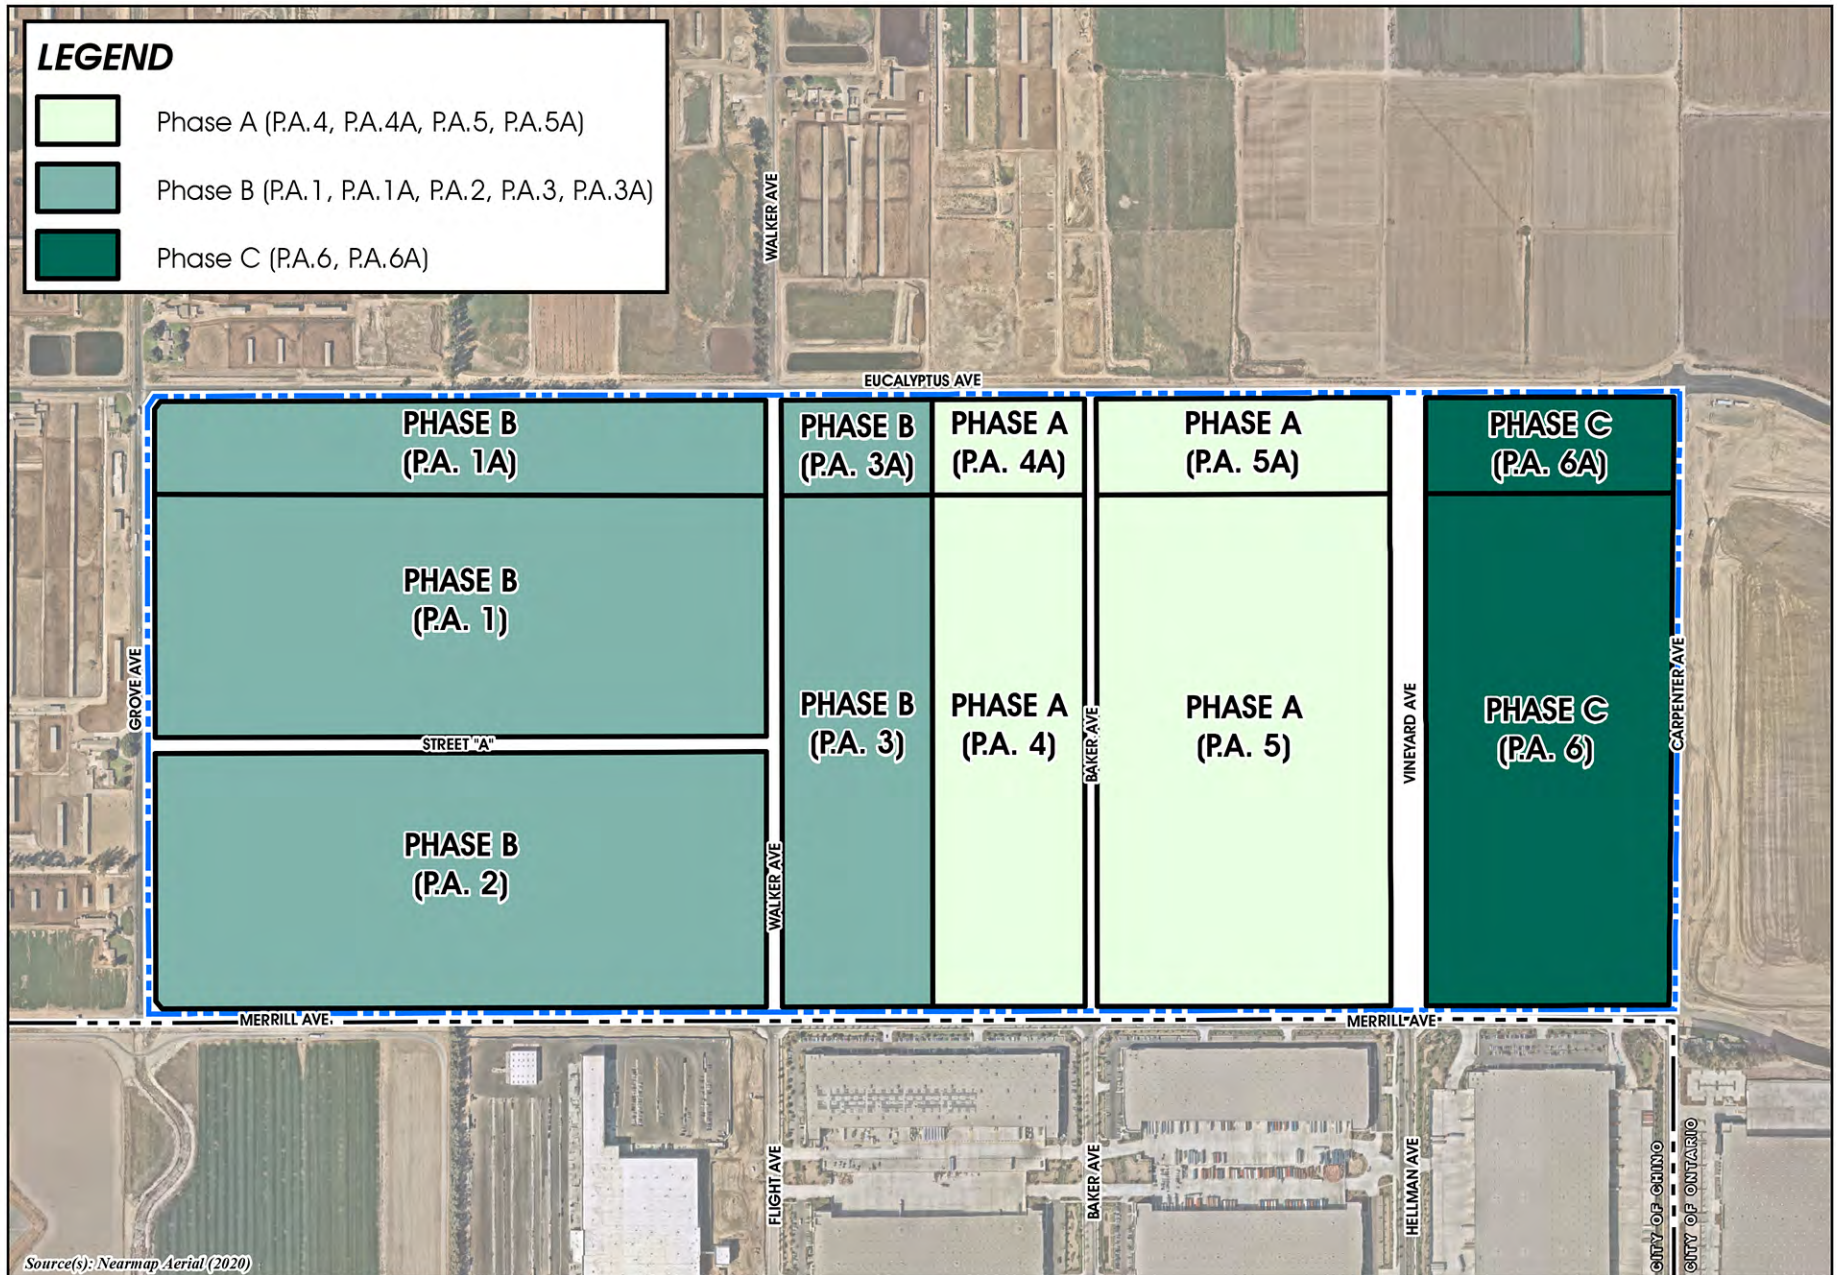 LEGEND
Phase A (P.A.4, P.A.4A, P.A.5, P.A.5A)
Phase B (P.A.1, P.A.1A, P.A.2, P.A.3, P.A.3A)
Phase C (P.A.6, P.A.6A)
WALKER AVE
EUCALYPTUS AVE
PHASE B
(P.A. 1A)
PHASE B
(P.A. 3A)
PHASE A
(P.A. 4A)
PHASE A
(P.A. 5A)
PHASE C
(P.A. 6A)
PHASE B
(P.A. 1)
GROVE AVE
STREET "A"
PHASE B
(P.A. 3)
PHASE A
(P.A. 4)
BAKER AVE
PHASE A
(P.A. 5)
VINEYARD AVE
PHASE C
(P.A. 6)
CARPENTER AVE
PHASE B
(P.A. 2)
WALKER AVE
MERRILL AVE
MERRILL AVE
FLIGHT AVE
BAKER AVE
HELLMAN AVE
CITY OF CHINO
CITY OF ONTARIO
Source(s): Nearmap Aerial (2020)